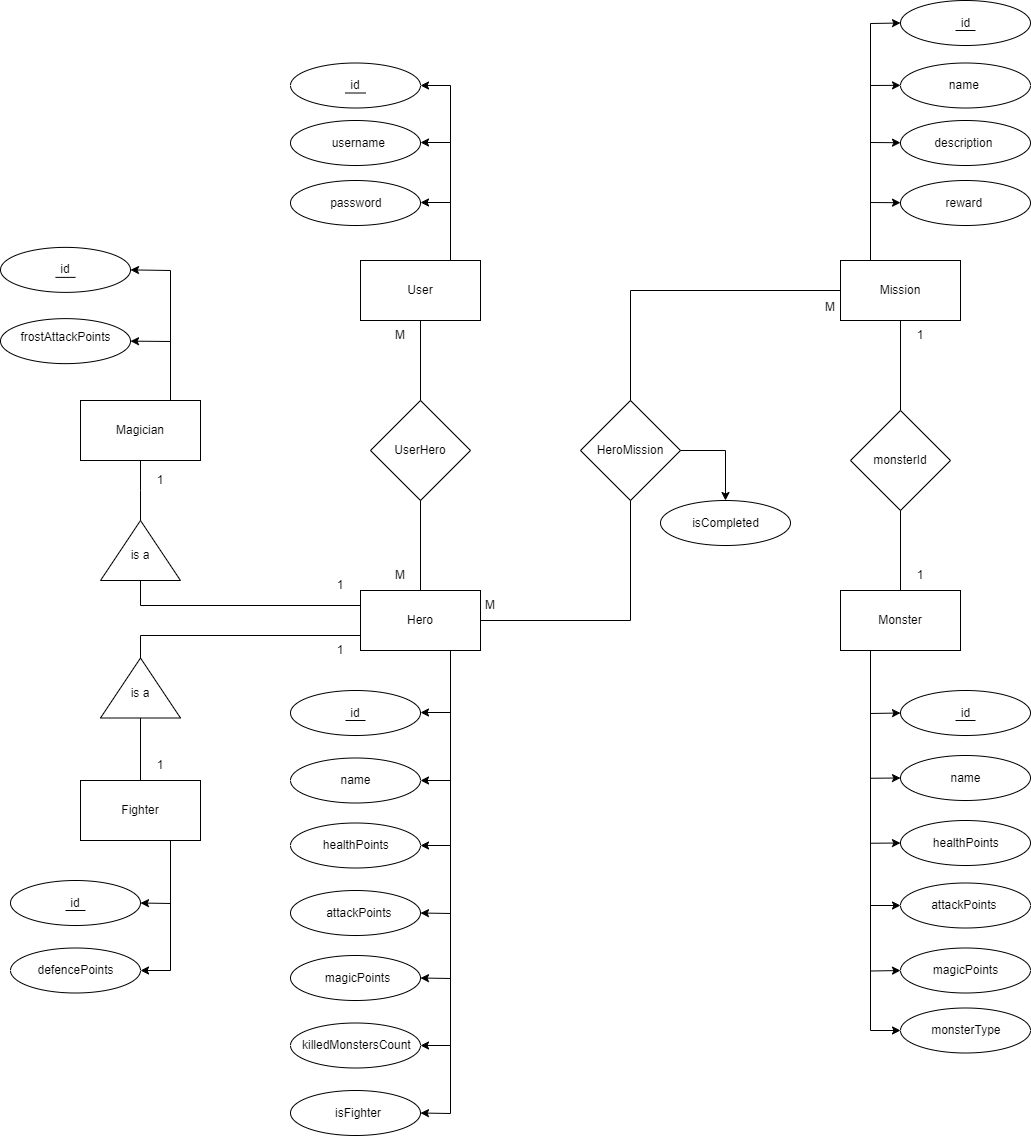 id
name
description
reward
Mission
M
1
id
username
password
User
M
id
frostAttackPoints
Magician
1
UserHero
HeroMission
monsterId
isCompleted
is a
1
M
M
1
Hero
Monster
1
is a
1
Fighter
id
defencePoints
id
name
healthPoints
attackPoints
magicPoints
killedMonstersCount
isFighter
id
name
healthPoints
attackPoints
magicPoints
monsterType